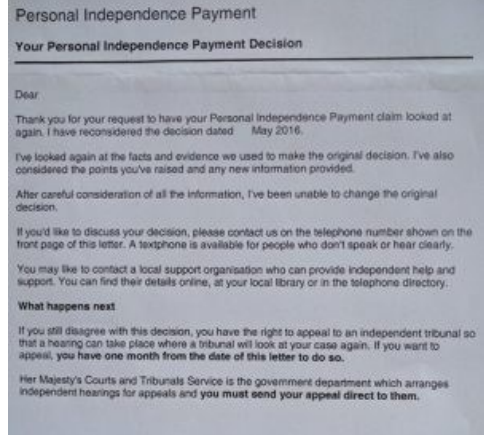 Personal Independence Payment
Your Personal Independence Payment Decision
Dear
Thank you for your request to have your Personal Independence Payment claim looked at
again. I have reconsidered the decision dated May 2016.
I've looked again at the facts and evidence we used to make the original decision. I've also
considered the points you've raised and any new information provided.
After careful consideration of all the information, I've been unable to change the original
decision.
If you'd like to discuss your decision, please contact us on the telephone number shown on the
front page of this letter. A textphone is available for people who don't speak or hear clearly.
You may like to contact a local support organisation who can provide independent help and
support. You can find their details online, at your local library or in the telephone directory.
What happens next
If you still disagree with this decision, you have the right to appeal to an independent tribunal so
that a hearing can take place where a tribunal will look at your case again. If you want to
appeal, you have one month from the date of this letter to do so.
Her Majesty's Courts and Tribunals Service is the government department which arranges
independent hearings for appeals and you must send your appeal direct to them.